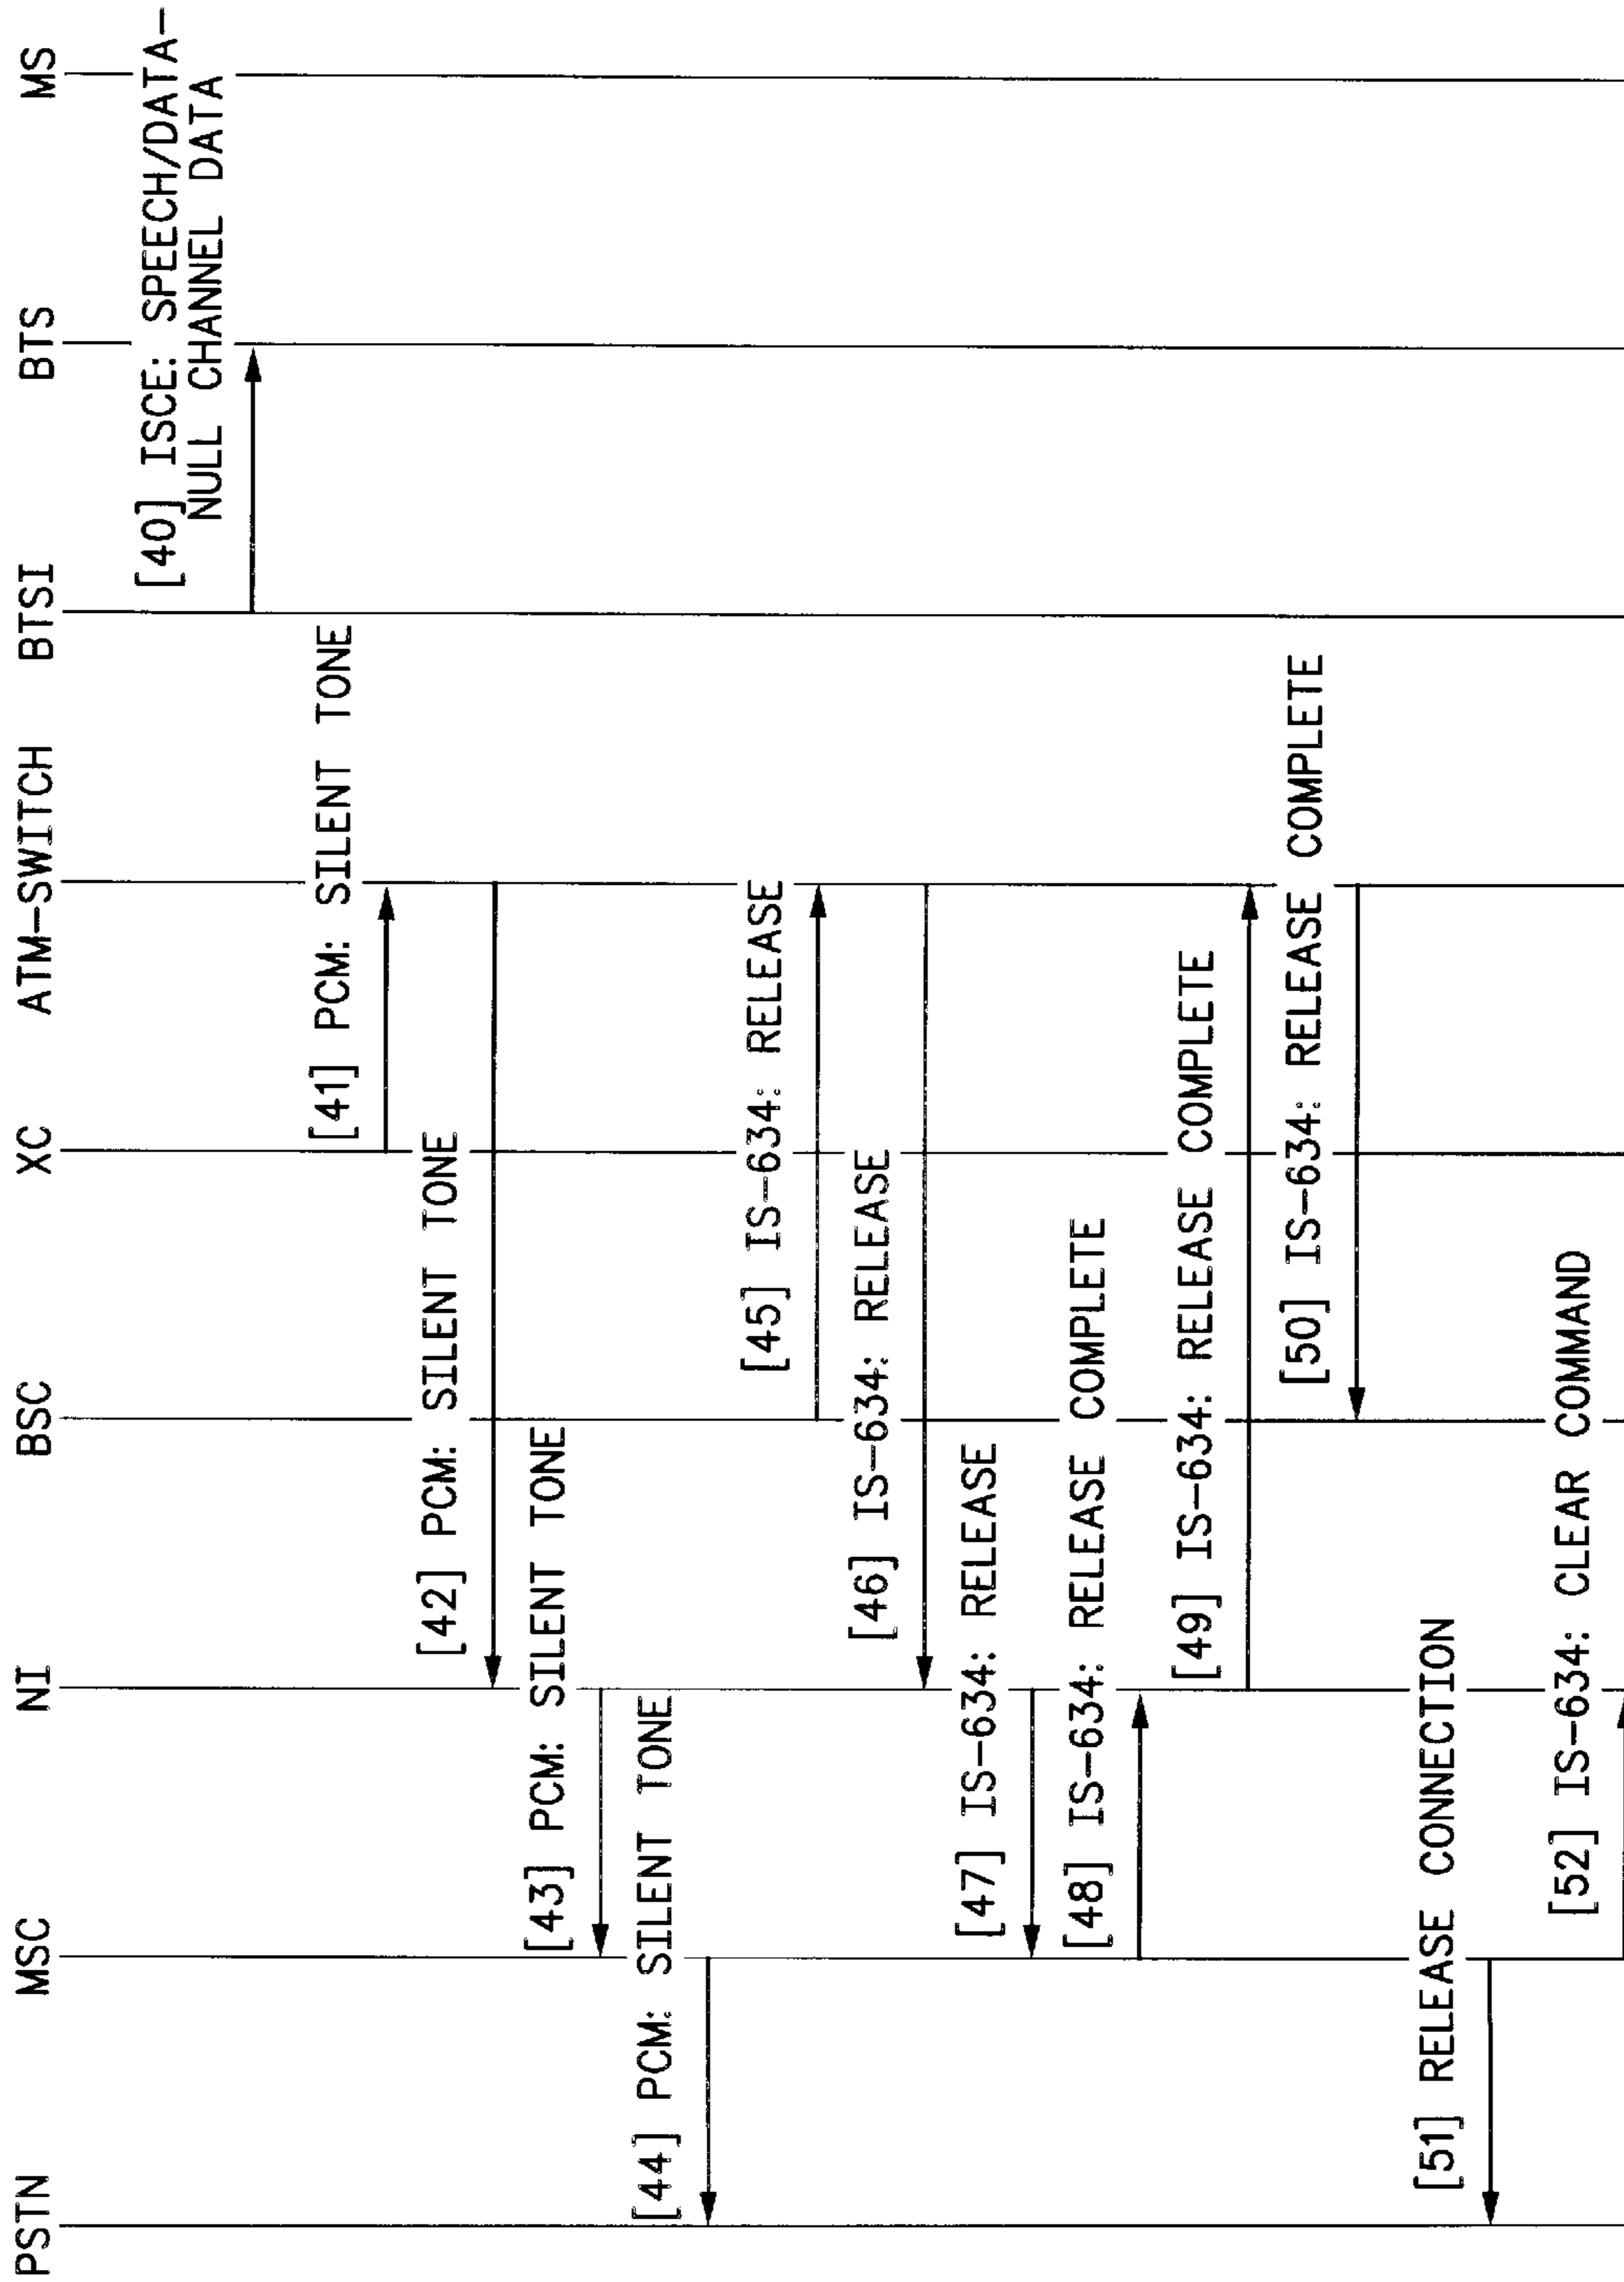 PSTN MSC NI BSC XC ATM-SWITCH BTSI BTS MS
[40] ISCE: SPEECH/DATA-
NULL CHANNEL DATA
[41] PCM: SILENT TONE
[42] PCM: SILENT TONE
[43] PCM: SILENT TONE
[44] PCM: SILENT TONE
[45] IS-634: RELEASE
[46] IS-634: RELEASE
[47] IS-634: RELEASE
[48] IS-634: RELEASE COMPLETE
[49] IS-634: RELEASE COMPLETE
[50] IS-634: RELEASE COMPLETE
[51] RELEASE CONNECTION
[52] IS-634: CLEAR COMMAND